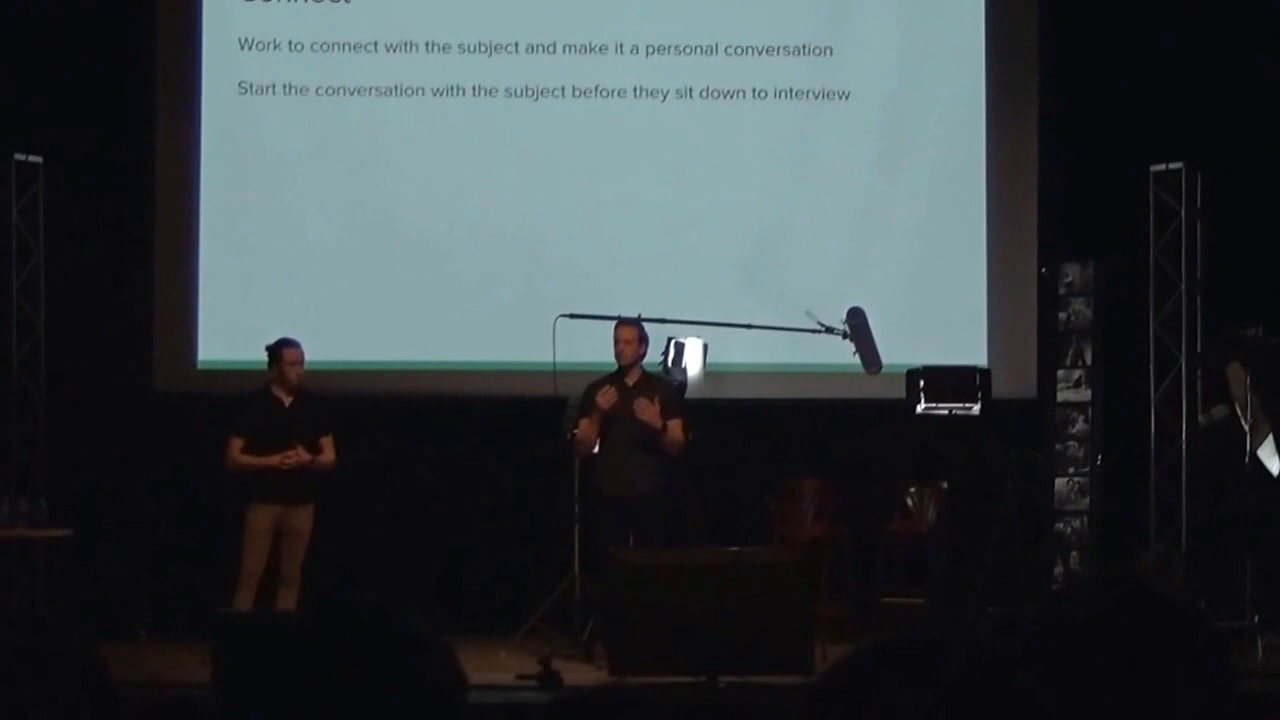 Connect
Work to connect with the subject and make it a personal conversation
Start the conversation with the subject before they sit down to interview